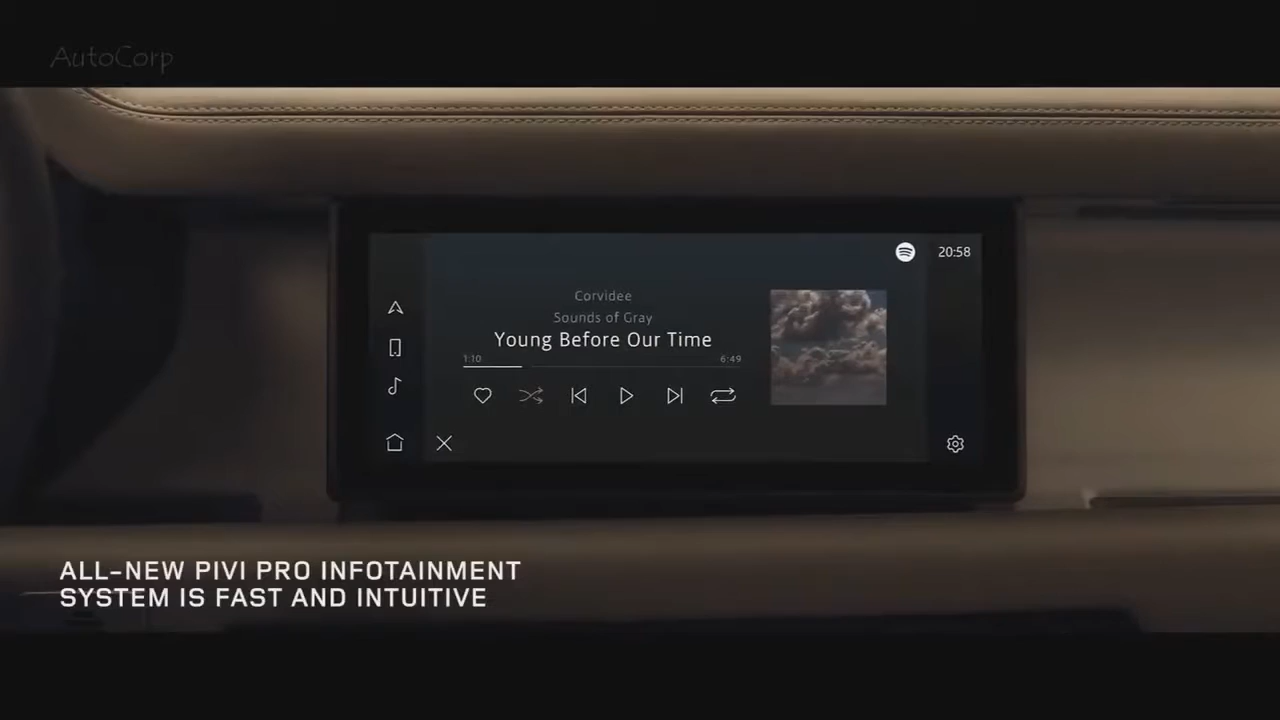 AutoCorp
20:58
Corvidee
Sounds of Gray
Young Before Our Time
1:10 6:49
ALL-NEW PIVI PRO INFOTAINMENT
SYSTEM IS FAST AND INTUITIVE